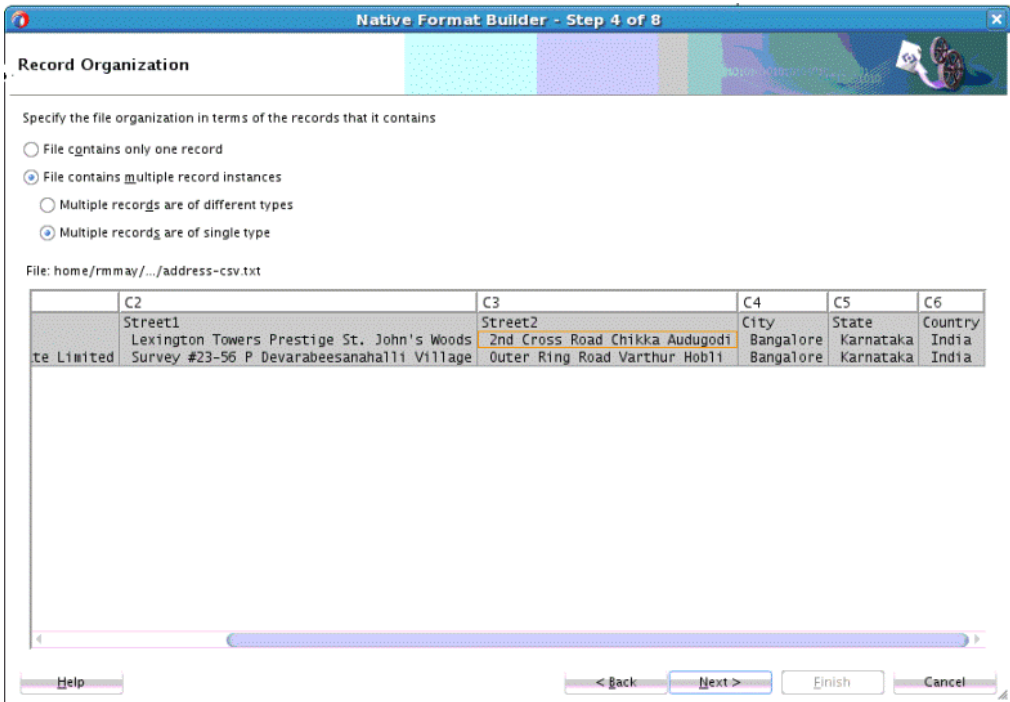 Native Format Builder - Step 4 of 8
Record Organization
Specify the file organization in terms of the records that it contains
File contains only one record
File contains multiple record instances
Multiple records are of different types
Multiple records are of single type
File: home/rmmay/.../address-csv.txt
C2 C3 C4 C5 C6
Street1 Street2 City State Country
Lexington Towers Prestige St. John's Woods 2nd Cross Road Chikka Audugodi Bangalore Karnataka India
te Limited Survey #23-56 P Devarabeesanahalli Village Outer Ring Road Varthur Hobli Bangalore Karnataka India
Help < Back Next > Finish Cancel